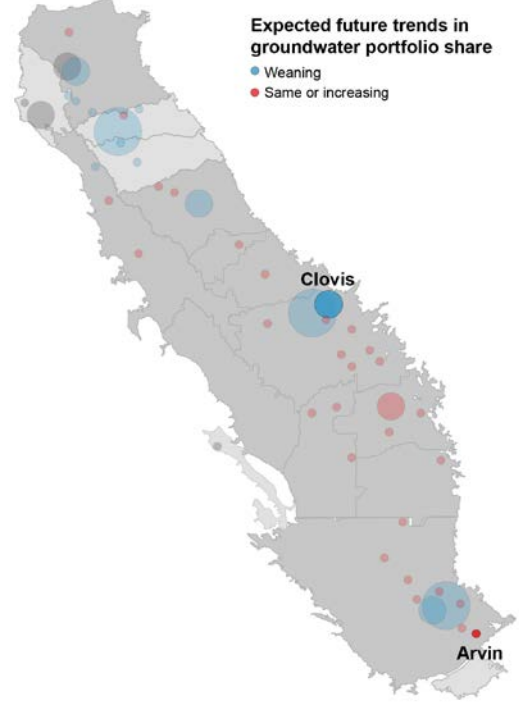 Expected future trends in
groundwater portfolio share
Weaning
Same or increasing
Clovis
Arvin